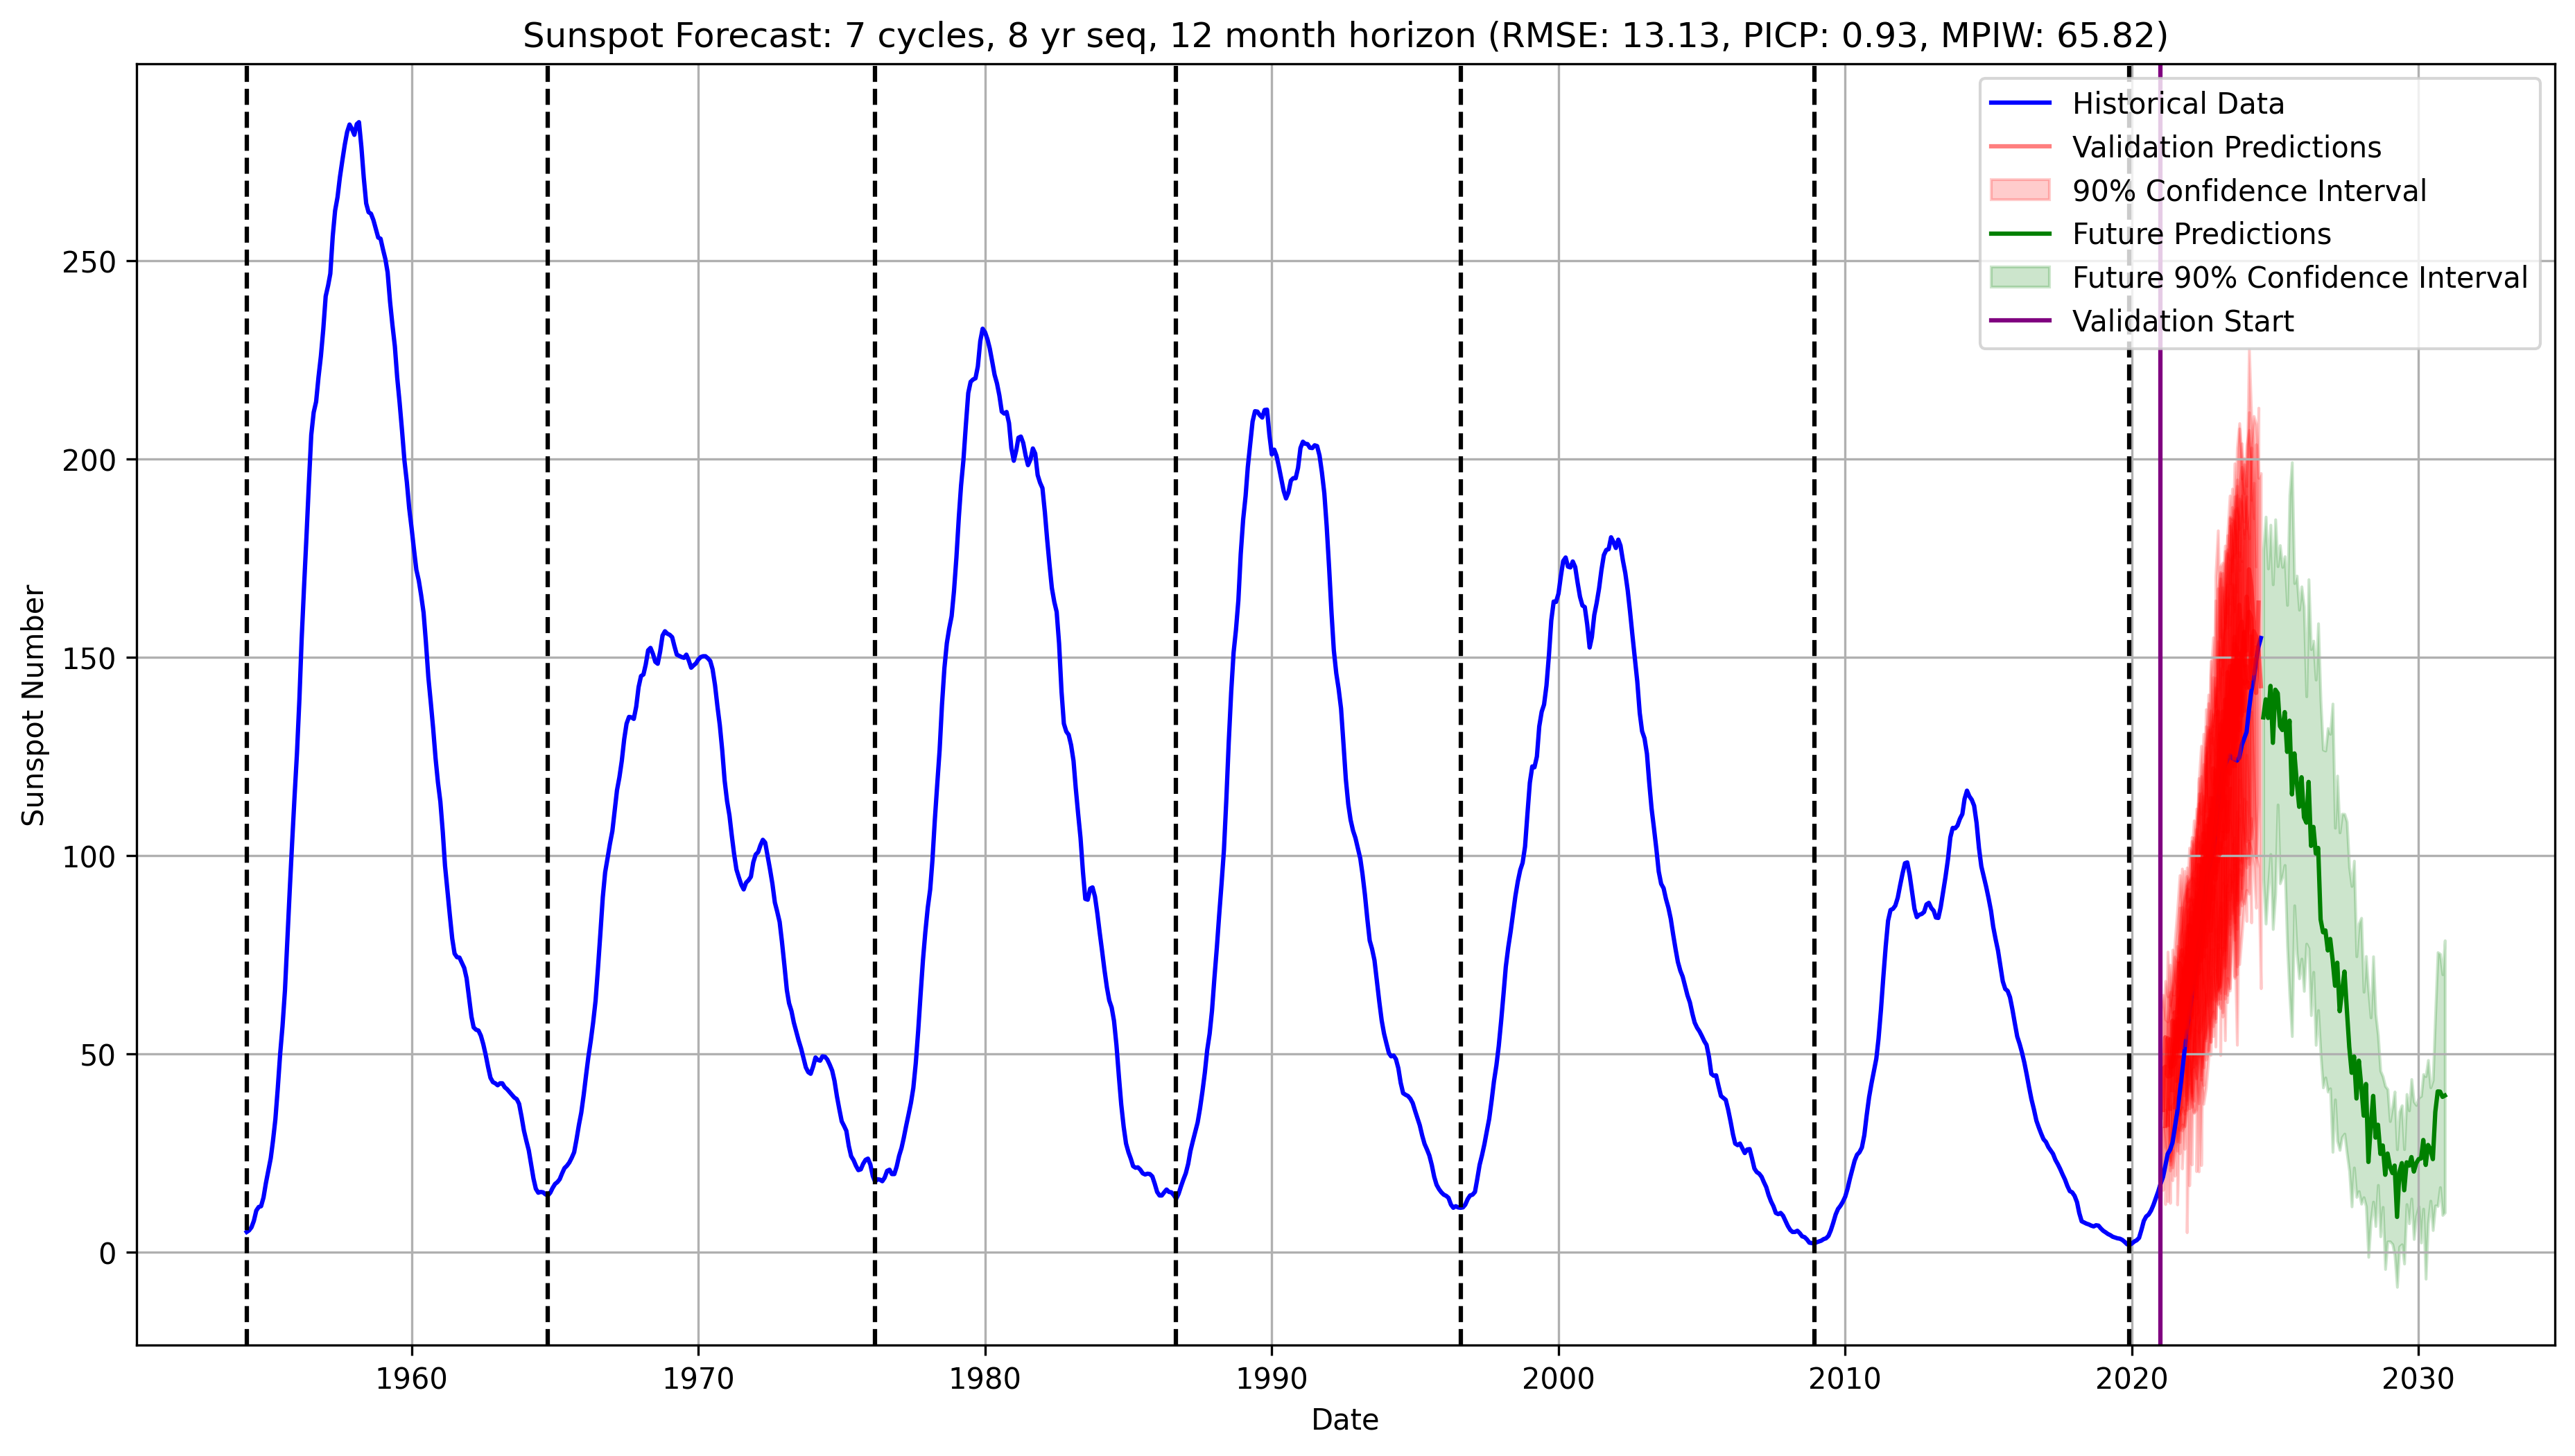 Sunspot Forecast: 7 cycles, 8 yr seq, 12 month horizon (RMSE: 13.13, PICP: 0.93, MPIW: 65.82)
Historical Data
Validation Predictions
90% Confidence Interval
Future Predictions
Future 90% Confidence Interval
Validation Start
Sunspot Number
250
200
150
100
50
0
1960
1970
1980
1990
2000
2010
2020
2030
Date